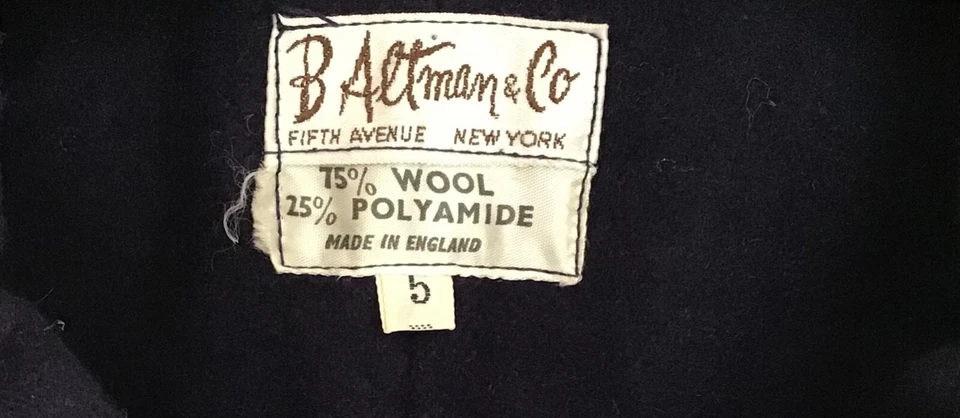 B Altman & Co
FIFTH AVENUE NEW YORK
75% WOOL
25% POLYAMIDE
MADE IN ENGLAND
5